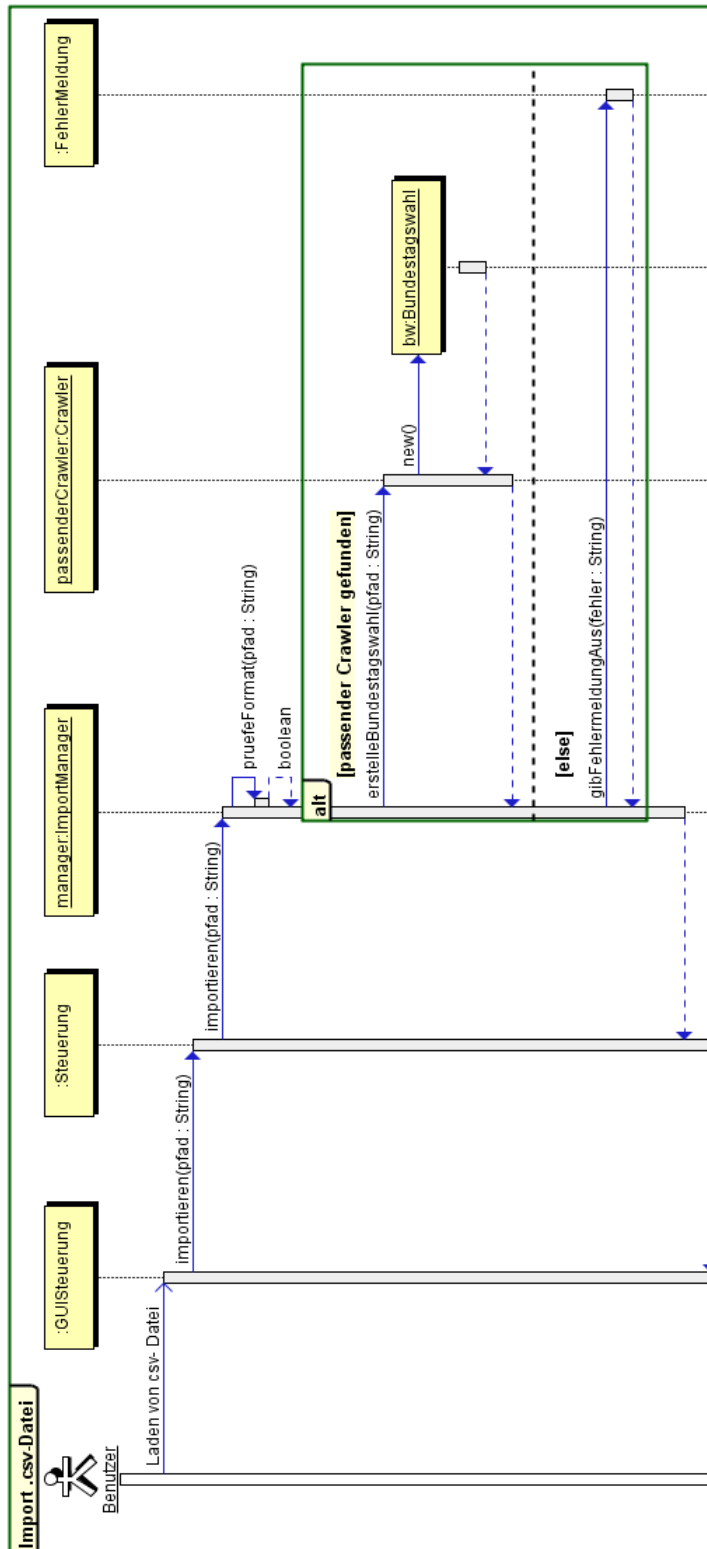 Import .csv-Datei
Benutzer
:GUISteuerung
:Steuerung
manager:ImportManager
passenderCrawler:Crawler
:FehlerMeldung
Laden von csv- Datei
importieren(pfad : String)
importieren(pfad : String)
pruefeFormat(pfad : String)
boolean
alt
[passender Crawler gefunden]
erstelleBundestagswahl(pfad : String)
new()
bw:Bundestagswahl
[else]
gibFehlermeldungAus(fehler : String)